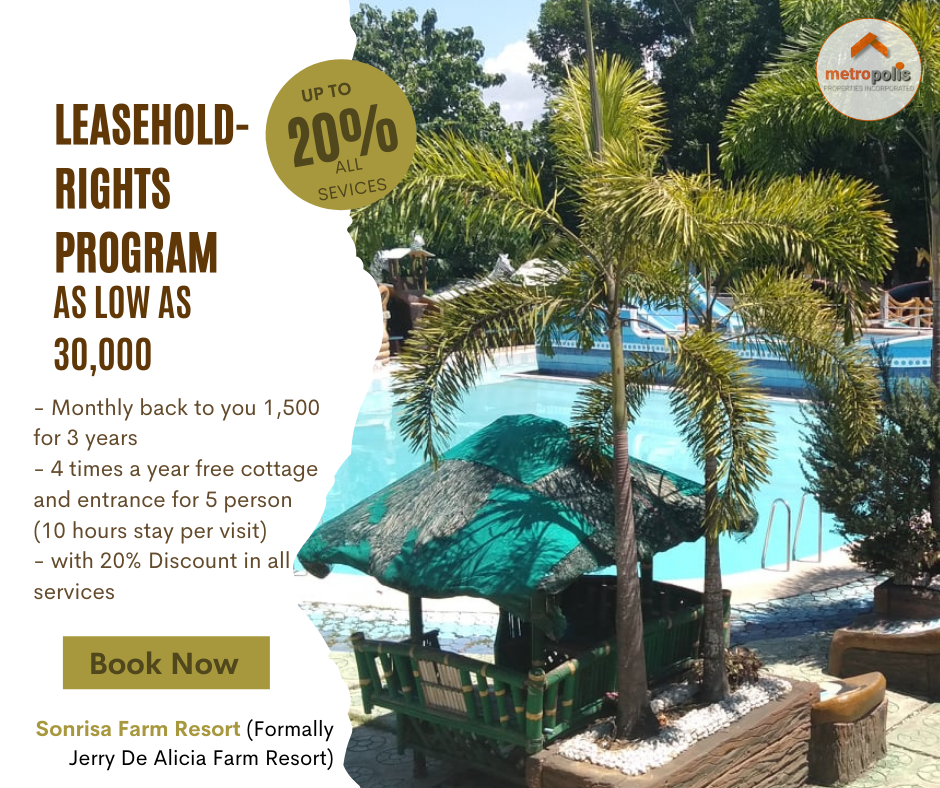 LEASEHOLD-
RIGHTS
PROGRAM
AS LOW AS
30,000
UP TO
20%
ALL
SEVICES
metropolis
PROPERTIES INCORPORATED
- Monthly back to you 1,500
for 3 years
- 4 times a year free cottage
and entrance for 5 person
(10 hours stay per visit)
- with 20% Discount in all
services
Book Now
Sonrisa Farm Resort (Formally
Jerry De Alicia Farm Resort)